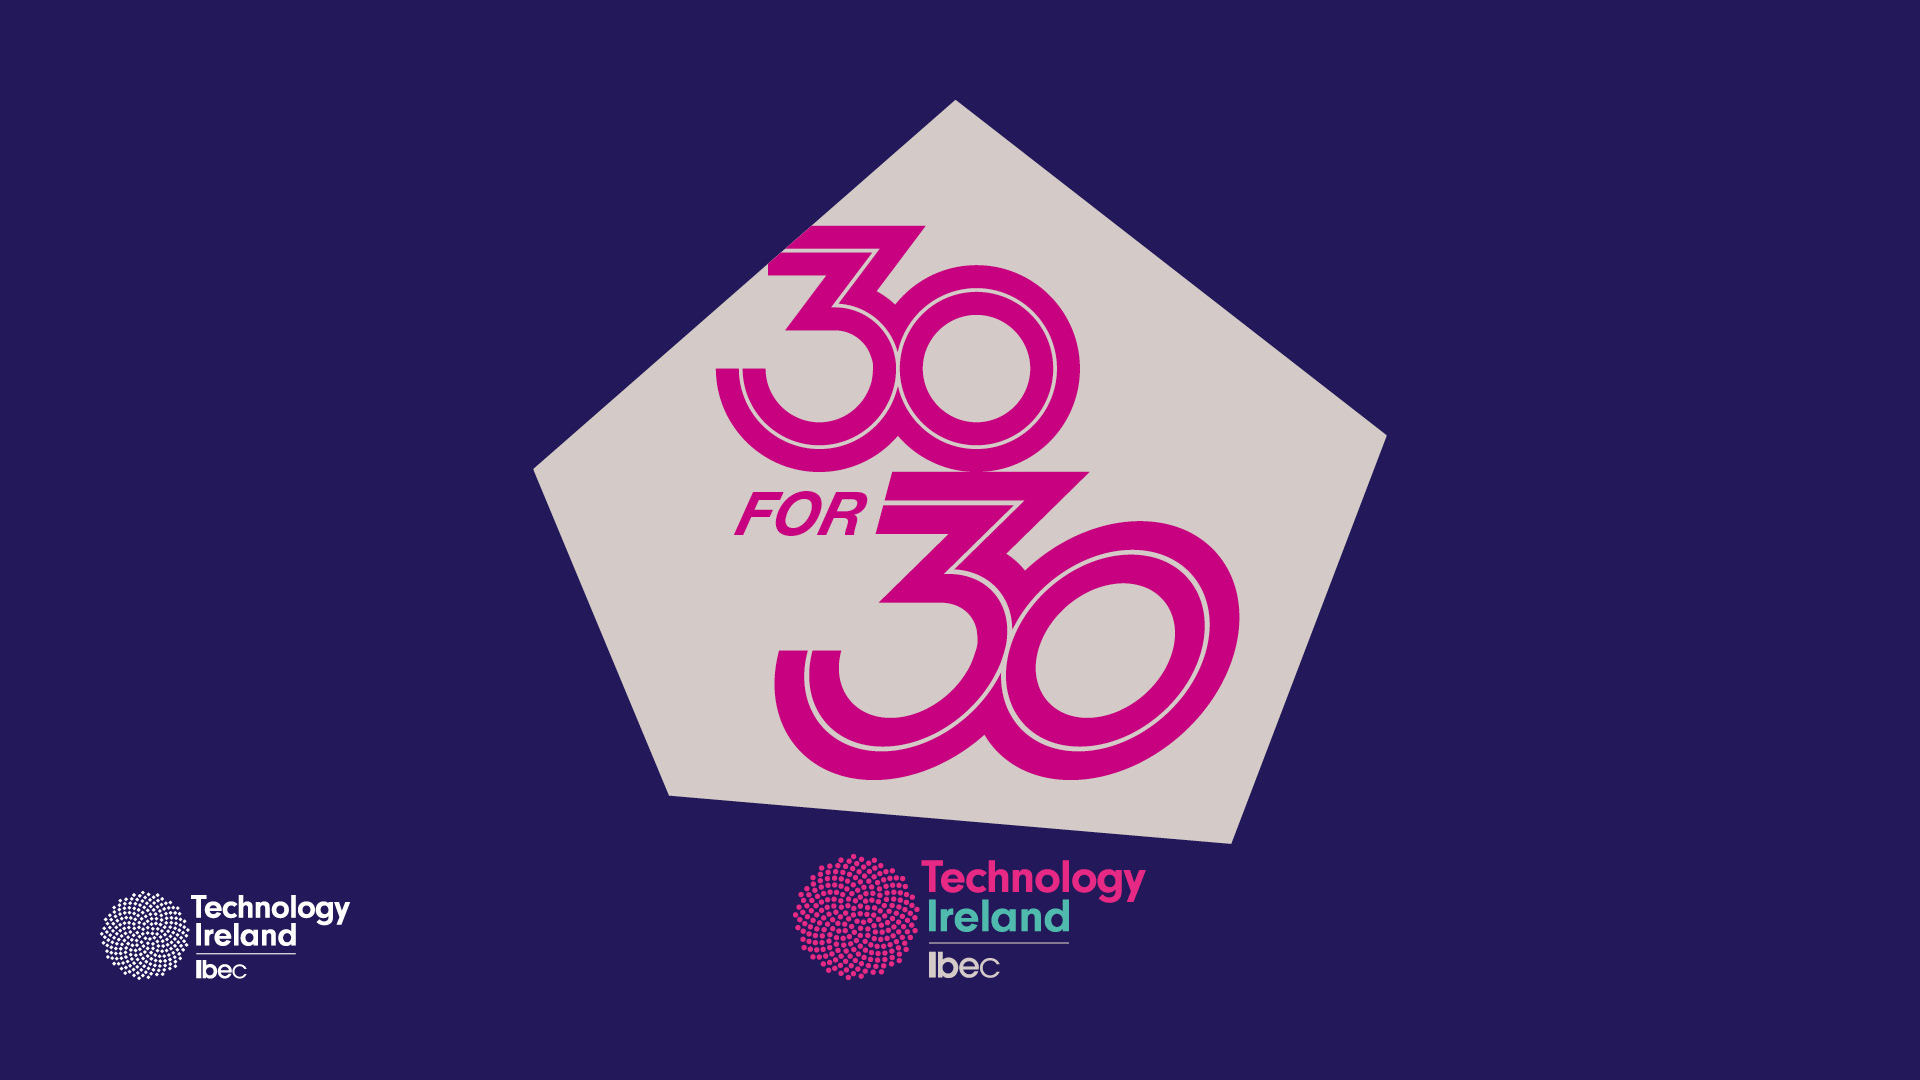 30
FOR 30
Technology
Ireland
Ibec
Technology
Ireland
Ibec